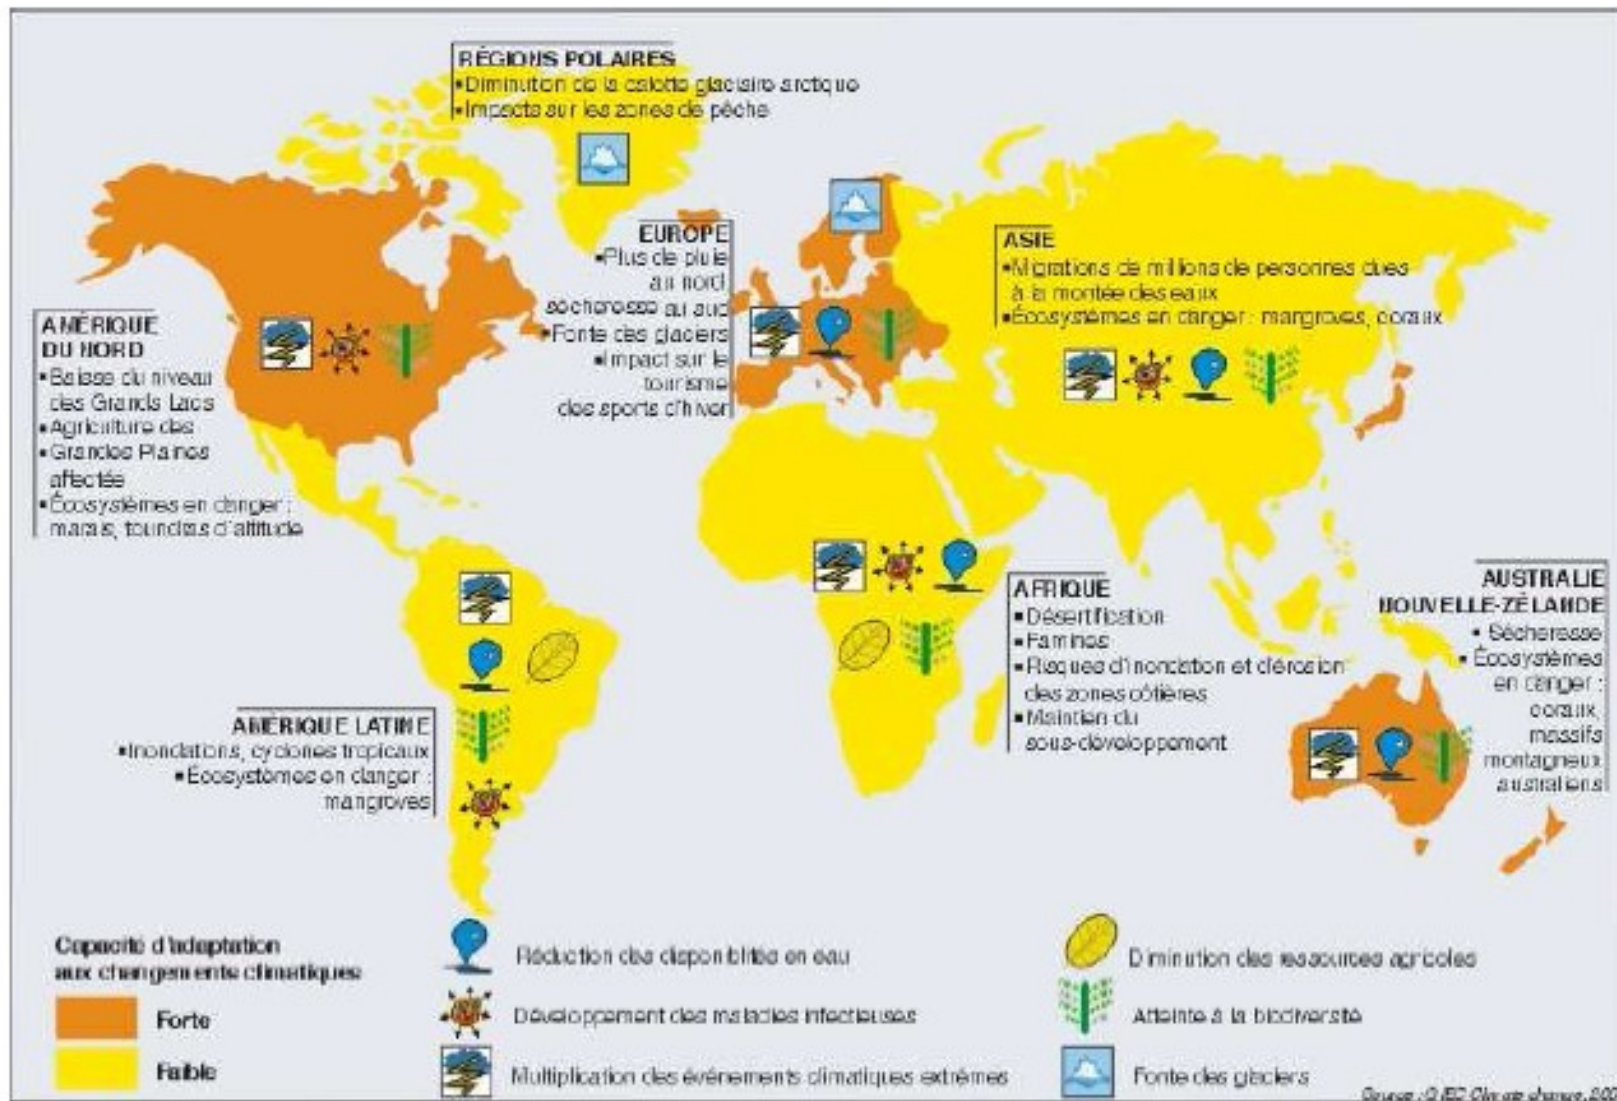 RÉGIONS POLAIRES
▪Diminution de la calotte glaciaire arctique
▪Impacts sur les zones de pêche
EUROPE
▪Plus de pluie
au nord,
sécheresse au sud
▪Fonte des glaciers
▪Impact sur le
tourisme
des sports d'hiver
ASIE
▪Migrations de millions de personnes dues
à la montée des eaux
▪Écosystèmes en danger : mangroves, coraux
AMÉRIQUE
DU NORD
▪Baisse du niveau
des Grands Lacs
▪Agriculture des
▪Grandes Plaines
affectée
▪Écosystèmes en danger :
marais, toundras d'altitude
AFRIQUE
▪Désertification
▪Famines
▪Risques d'inondation et d'érosion
des zones côtières
▪Maintien du
sous-développement
AUSTRALIE
NOUVELLE-ZÉLANDE
▪ Sécheresse
▪ Écosystèmes
en danger :
coraux,
massifs
montagneux
australiens
AMÉRIQUE LATINE
▪Inondations, cyclones tropicaux
▪Écosystèmes en danger :
mangroves
Capacité d'adaptation
aux changements climatiques
Forte
Faible
Réduction des disponibilités en eau
Développement des maladies infectieuses
Multiplication des événements climatiques extrêmes
Diminution des ressources agricoles
Atteinte à la biodiversité
Fonte des glaciers
Source : GIEC Climate change,